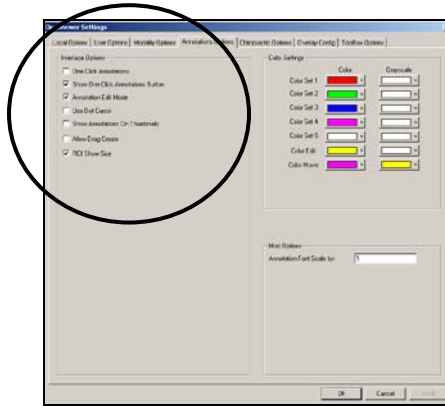 Viewer Settings
Local Options | User Options | Modality Options | Annotations Options | Chiropractic Options | Overlay Config | Toolbox Options
Interface Options
One Click Annotations
Show One Click Annotations Button
Annotation Edit Mode
Use Dot Cursor
Show Annotations On Thumbnails
Allow Drag Create
ROI Show Size
Color Settings
Color Grayscale
Color Set 1
Color Set 2
Color Set 3
Color Set 4
Color Set 5
Color Edit
Color Hover
Misc Options
Annotation Font Scale by: 1
OK Cancel Apply